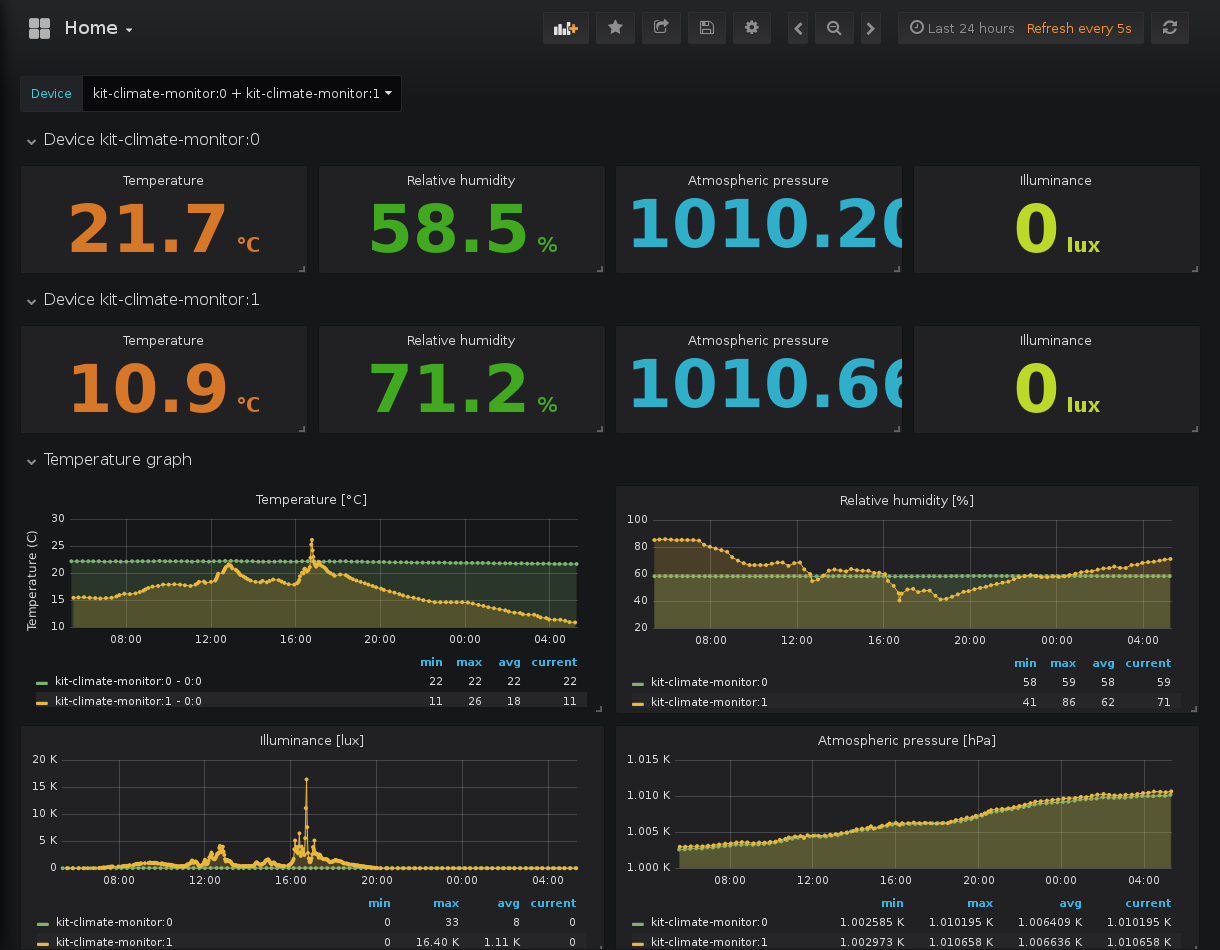 Home
Last 24 hours Refresh every 5s
Device kit-climate-monitor:0 + kit-climate-monitor:1
Device kit-climate-monitor:0
Temperature Relative humidity Atmospheric pressure Illuminance
21.7 °C 58.5 % 1010.20 0 lux
Device kit-climate-monitor:1
Temperature Relative humidity Atmospheric pressure Illuminance
10.9 °C 71.2 % 1010.66 0 lux
Temperature graph
Temperature [°C]
Temperature (C)
30
25
20
15
10
08:00 12:00 16:00 20:00 00:00 04:00
min max avg current
kit-climate-monitor:0 - 0:0 22 22 22 22
kit-climate-monitor:1 - 0:0 11 26 18 11
Relative humidity [%]
100
80
60
40
20
08:00 12:00 16:00 20:00 00:00 04:00
min max avg current
kit-climate-monitor:0 58 59 58 59
kit-climate-monitor:1 41 86 62 71
Illuminance [lux]
20 K
15 K
10 K
5 K
0
08:00 12:00 16:00 20:00 00:00 04:00
min max avg current
kit-climate-monitor:0 0 33 8 0
kit-climate-monitor:1 0 16.40 K 1.11 K 0
Atmospheric pressure [hPa]
1.015 K
1.010 K
1.005 K
1.000 K
08:00 12:00 16:00 20:00 00:00 04:00
min max avg current
kit-climate-monitor:0 1.002585 K 1.010195 K 1.006409 K 1.010195 K
kit-climate-monitor:1 1.002973 K 1.010658 K 1.006636 K 1.010658 K